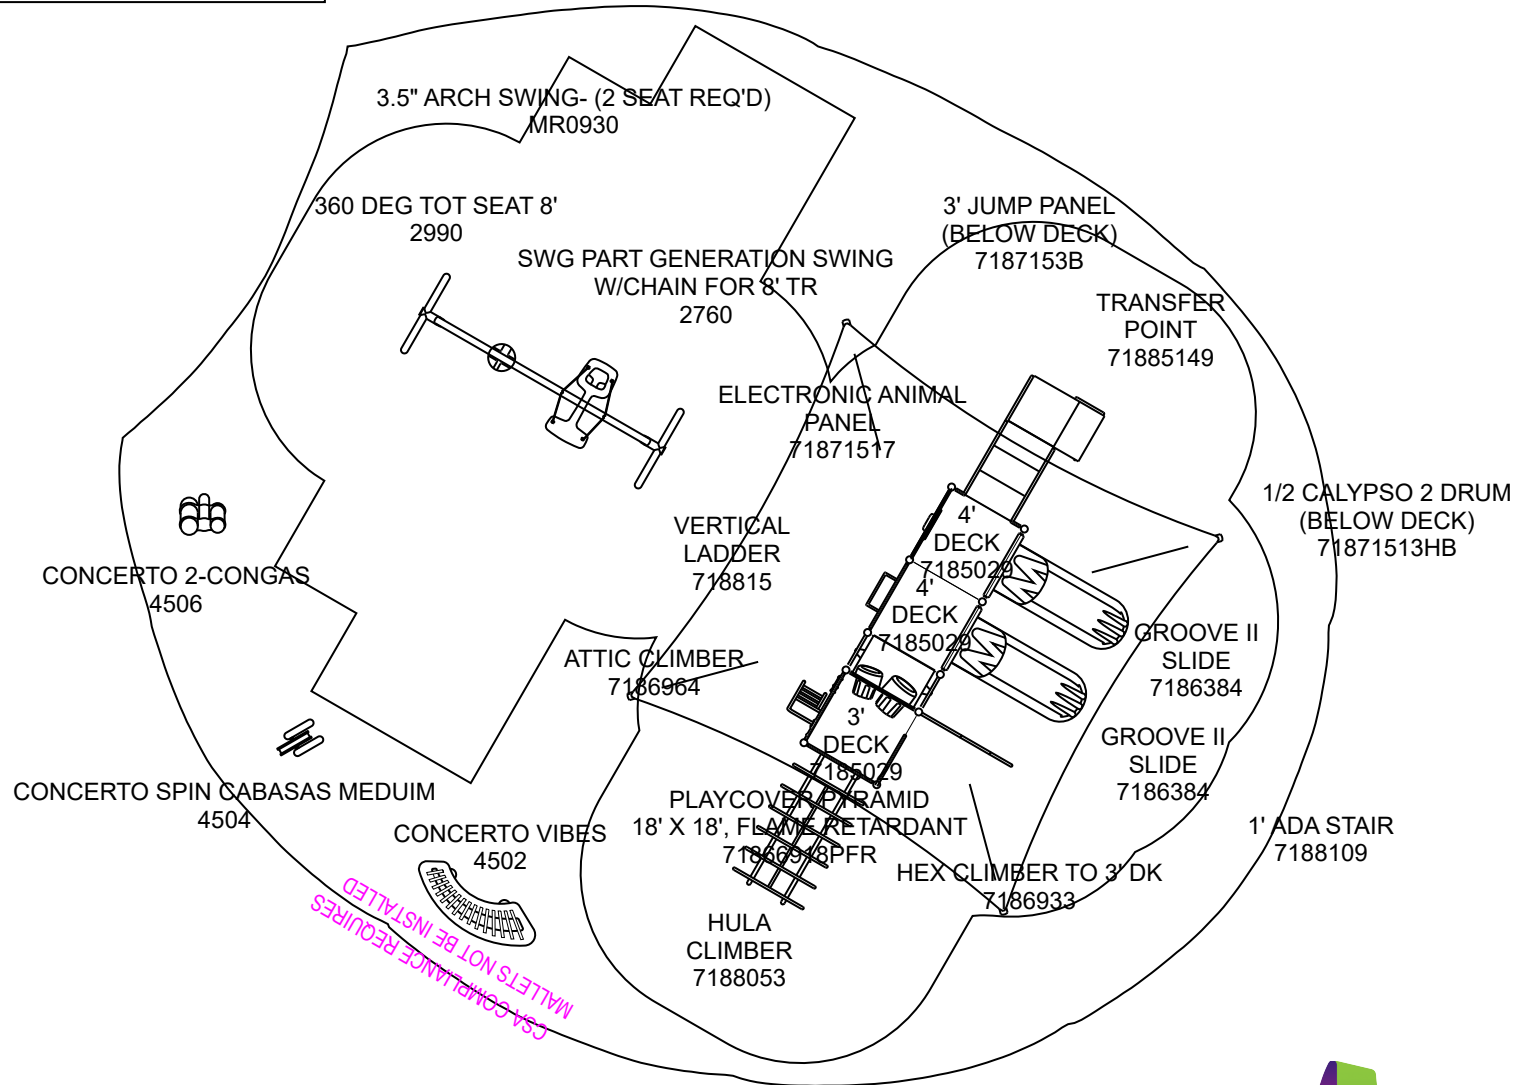 3.5" ARCH SWING- (2 SEAT REQ'D)
MR0930
360 DEG TOT SEAT 8'
2990
3' JUMP PANEL
(BELOW DECK)
7187153B
SWG PART GENERATION SWING
W/CHAIN FOR 8' TR
2760
TRANSFER
POINT
71885149
ELECTRONIC ANIMAL
PANEL
71871517
1/2 CALYPSO 2 DRUM
(BELOW DECK)
71871513HB
4'
DECK
7185029
VERTICAL
LADDER
718815
CONCERTO 2-CONGAS
4506
4'
DECK
7185029
GROOVE II
SLIDE
7186384
ATTIC CLIMBER
7186964
3'
DECK
7185029
GROOVE II
SLIDE
7186384
CONCERTO SPIN CABASAS MEDUIM
4504
PLAYCOVER PYRAMID
18' X 18', FLAME RETARDANT
71866918PFR
CONCERTO VIBES
4502
1' ADA STAIR
7188109
HEX CLIMBER TO 3' DK
7186933
HULA
CLIMBER
7188053
CSA COMPLIANCE REQUIRES
MALLETS NOT BE INSTALLED